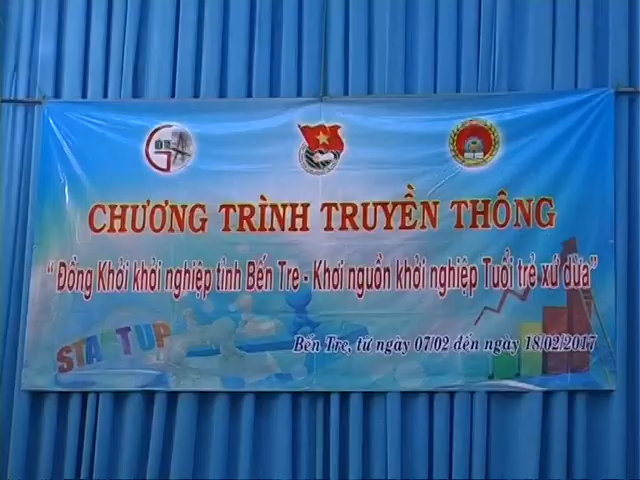 CHƯƠNG TRÌNH TRUYỀN THÔNG
"Đồng Khởi khởi nghiệp tỉnh Bến Tre - Khơi nguồn khởi nghiệp Tuổi trẻ xứ dừa"
START UP
Bến Tre, từ ngày 07/02 đến ngày 18/02/2017